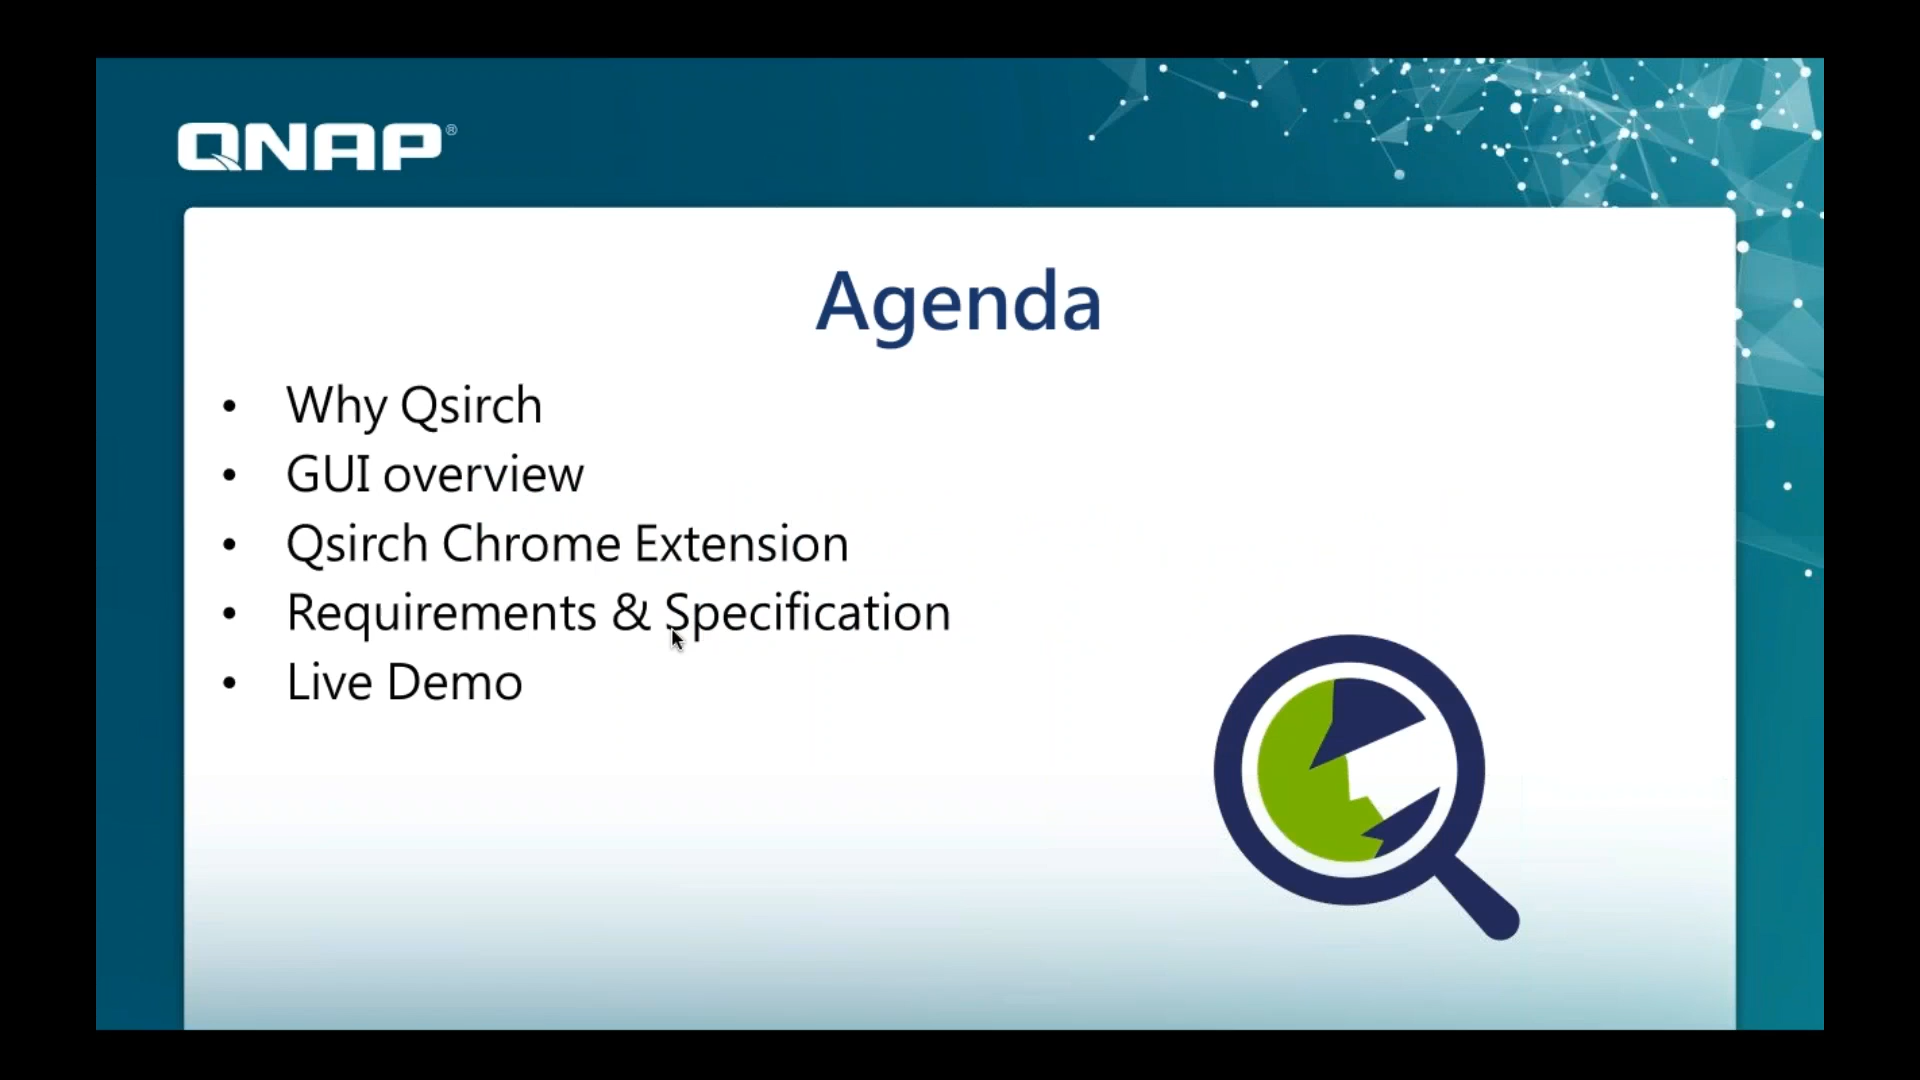 QNAP®
Agenda
• Why Qsirch
• GUI overview
• Qsirch Chrome Extension
• Requirements & Specification
• Live Demo